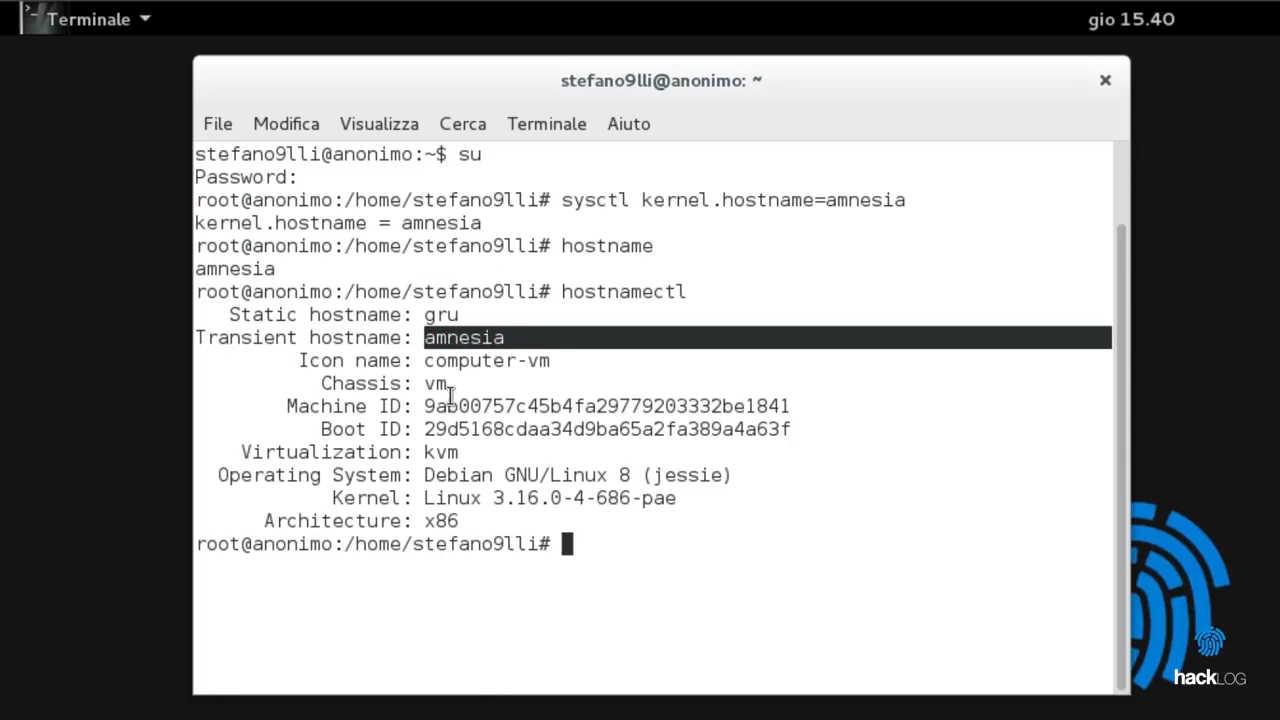 Terminale
gio 15.40
stefano9lli@anonimo: ~
File Modifica Visualizza Cerca Terminale Aiuto
stefano9lli@anonimo:~$ su
Password:
root@anonimo:/home/stefano9lli# sysctl kernel.hostname=amnesia
kernel.hostname = amnesia
root@anonimo:/home/stefano9lli# hostname
amnesia
root@anonimo:/home/stefano9lli# hostnamectl
Static hostname: gru
Transient hostname: amnesia
Icon name: computer-vm
Chassis: vm
Machine ID: 9ab00757c45b4fa29779203332be1841
Boot ID: 29d5168cdaa34d9ba65a2fa389a4a63f
Virtualization: kvm
Operating System: Debian GNU/Linux 8 (jessie)
Kernel: Linux 3.16.0-4-686-pae
Architecture: x86
root@anonimo:/home/stefano9lli#
hackLOG